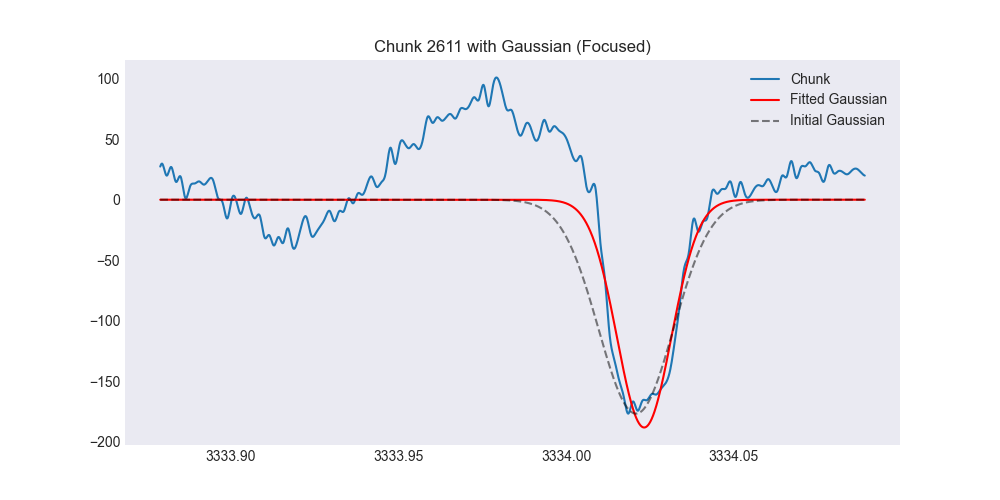 Chunk 2611 with Gaussian (Focused)
Chunk
Fitted Gaussian
Initial Gaussian
100
50
0
−50
−100
−150
−200
3333.90 3333.95 3334.00 3334.05